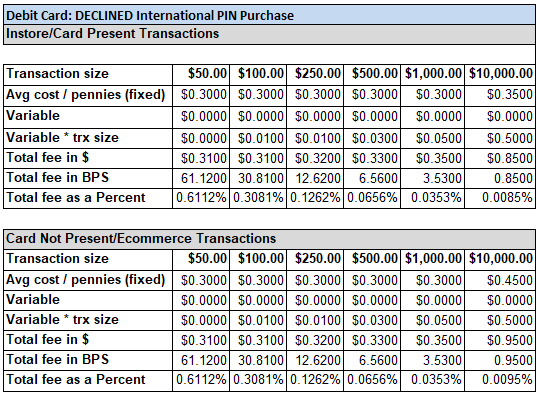 Debit Card: DECLINED International PIN Purchase
Instore/Card Present Transactions
Transaction size $50.00 $100.00 $250.00 $500.00 $1,000.00 $10,000.00
Avg cost / pennies (fixed) $0.3000 $0.3000 $0.3000 $0.3000 $0.3000 $0.3500
Variable $0.0000 $0.0000 $0.0000 $0.0000 $0.0000 $0.0000
Variable * trx size $0.0000 $0.0100 $0.0100 $0.0300 $0.0500 $0.5000
Total fee in $ $0.3100 $0.3100 $0.3200 $0.3300 $0.3500 $0.8500
Total fee in BPS 61.1200 30.8100 12.6200 6.5600 3.5300 0.8500
Total fee as a Percent 0.6112% 0.3081% 0.1262% 0.0656% 0.0353% 0.0085%
Card Not Present/Ecommerce Transactions
Transaction size $50.00 $100.00 $250.00 $500.00 $1,000.00 $10,000.00
Avg cost / pennies (fixed) $0.3000 $0.3000 $0.3000 $0.3000 $0.3000 $0.4500
Variable $0.0000 $0.0000 $0.0000 $0.0000 $0.0000 $0.0000
Variable * trx size $0.0000 $0.0100 $0.0100 $0.0300 $0.0500 $0.5000
Total fee in $ $0.3100 $0.3100 $0.3200 $0.3300 $0.3500 $0.9500
Total fee in BPS 61.1200 30.8100 12.6200 6.5600 3.5300 0.9500
Total fee as a Percent 0.6112% 0.3081% 0.1262% 0.0656% 0.0353% 0.0095%